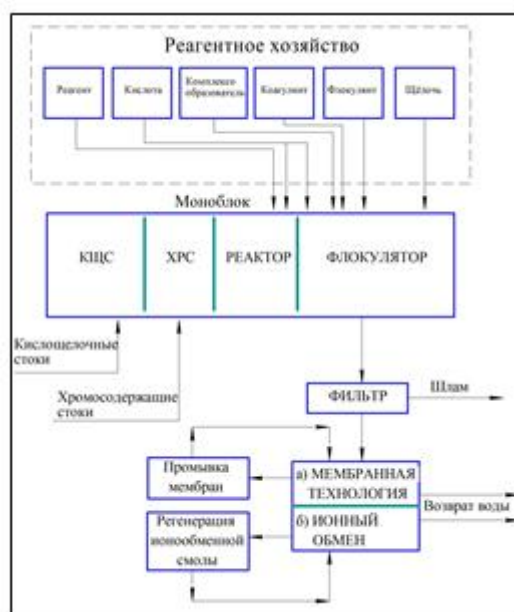 Реагентное хозяйство
Реагент
Кислота
Комплексо
образователь
Коагулянт
Флокулянт
Щёлочь
Моноблок
КЩС
ХРС
РЕАКТОР
ФЛОКУЛЯТОР
Кислощелочные
стоки
Хромосодержащие
стоки
ФИЛЬТР
Шлам
Промывка
мембран
а) МЕМБРАННАЯ
ТЕХНОЛОГИЯ
Возврат воды
Регенерация
ионообменной
смолы
б) ИОННЫЙ
ОБМЕН